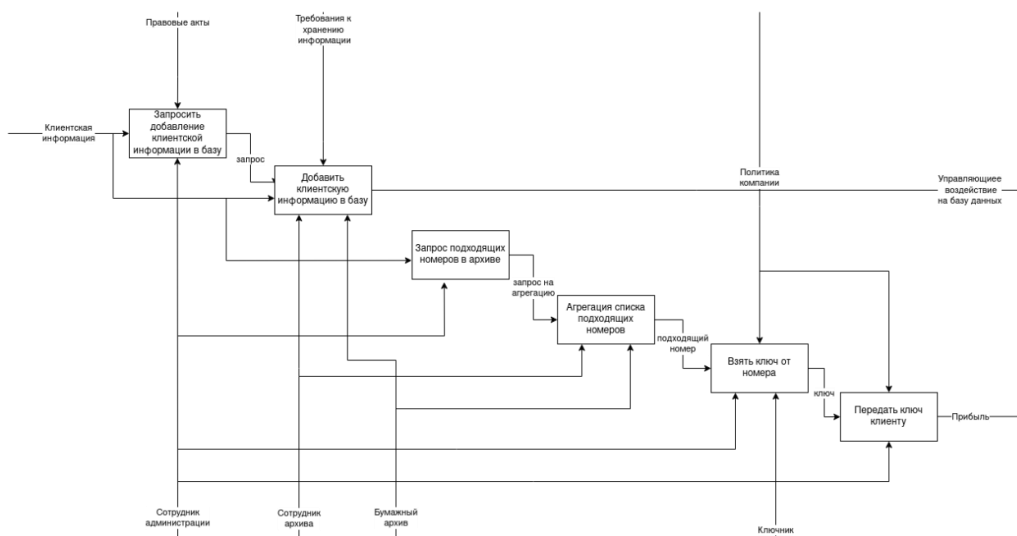 Правовые акты
Требования к
хранению
информации
Клиентская
информация
Запросить
добавление
клиентской
информации в базу
запрос
Добавить
клиентскую
информацию в базу
Политика
компании
Управляющиее
воздействие
на базу данных
Запрос подходящих
номеров в архиве
запрос на
агрегацию
Агрегация списка
подходящих
номеров
подходящий
номер
Взять ключ от
номера
ключ
Передать ключ
клиенту
Прибыль
Сотрудник
администрации
Сотрудник
архива
Бумажный
архив
Ключник